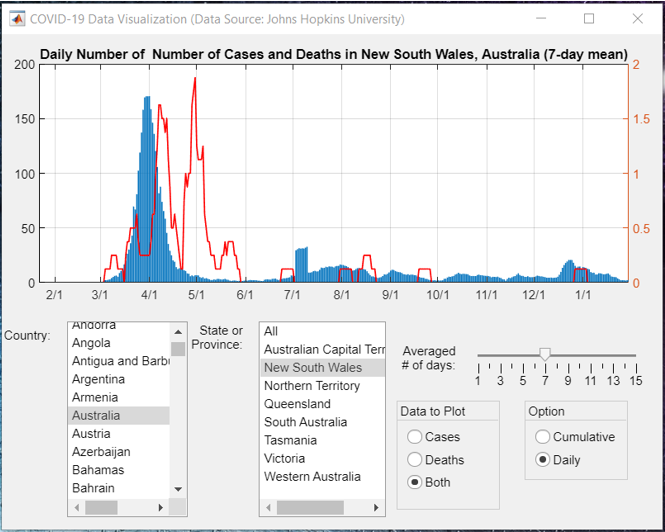 COVID-19 Data Visualization (Data Source: Johns Hopkins University)
Daily Number of  Number of Cases and Deaths in New South Wales, Australia (7-day mean)
200
150
100
50
0
2
1.5
1
0.5
0
2/1 3/1 4/1 5/1 6/1 7/1 8/1 9/1 10/1 11/1 12/1 1/1
Country:
Andorra
Angola
Antigua and Barbu
Argentina
Armenia
Australia
Austria
Azerbaijan
Bahamas
Bahrain
State or
Province:
All
Australian Capital Terr
New South Wales
Northern Territory
Queensland
South Australia
Tasmania
Victoria
Western Australia
Averaged
# of days:
1 3 5 7 9 11 13 15
Data to Plot
Cases
Deaths
Both
Option
Cumulative
Daily